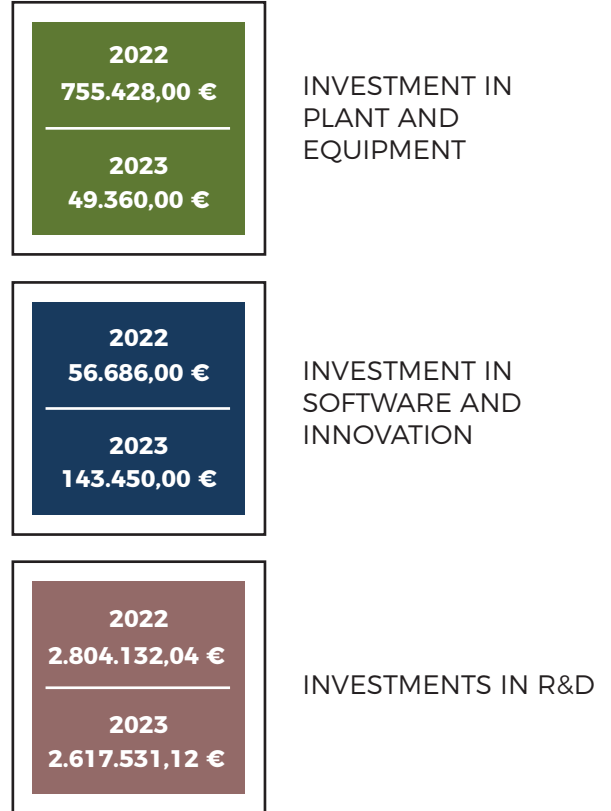 2022
755.428,00 €
2023
49.360,00 €
INVESTMENT IN
PLANT AND
EQUIPMENT
2022
56.686,00 €
2023
143.450,00 €
INVESTMENT IN
SOFTWARE AND
INNOVATION
2022
2.804.132,04 €
2023
2.617.531,12 €
INVESTMENTS IN R&D